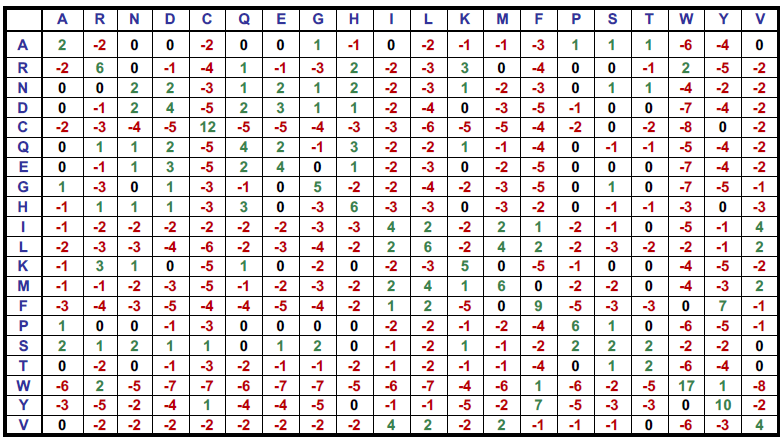 A R N D C Q E G H I L K M F P S T W Y V
A 2 -2 0 0 -2 0 0 1 -1 0 -2 -1 -1 -3 1 1 1 -6 -4 0
R -2 6 0 -1 -4 1 -1 -3 2 -2 -3 3 0 -4 0 0 -1 2 -5 -2
N 0 0 2 2 -3 1 2 1 2 -2 -3 1 -2 -3 0 1 1 -4 -2 -2
D 0 -1 2 4 -5 2 3 1 1 -2 -4 0 -3 -5 -1 0 0 -7 -4 -2
C -2 -3 -4 -5 12 -5 -5 -4 -3 -3 -6 -5 -5 -4 -2 0 -2 -8 0 -2
Q 0 1 1 2 -5 4 2 -1 3 -2 -2 1 -1 -4 0 -1 -1 -5 -4 -2
E 0 -1 1 3 -5 2 4 0 1 -2 -3 0 -2 -5 0 0 0 -7 -4 -2
G 1 -3 0 1 -3 -1 0 5 -2 -2 -4 -2 -3 -5 0 1 0 -7 -5 -1
H -1 1 1 1 -3 3 0 -3 6 -3 -3 0 -3 -2 0 -1 -1 -3 0 -3
I -1 -2 -2 -2 -2 -2 -2 -3 -3 4 2 -2 2 1 -2 -1 0 -5 -1 4
L -2 -3 -3 -4 -6 -2 -3 -4 -2 2 6 -2 4 2 -2 -3 -2 -2 -1 2
K -1 3 1 0 -5 1 0 -2 0 -2 -3 5 0 -5 -1 0 0 -4 -5 -2
M -1 -1 -2 -3 -5 -1 -2 -3 -2 2 4 1 6 0 -2 -2 0 -4 -3 2
F -3 -4 -3 -5 -4 -4 -5 -4 -2 1 2 -5 0 9 -5 -3 -3 0 7 -1
P 1 0 0 -1 -3 0 0 0 0 -2 -2 -1 -2 -4 6 1 0 -6 -5 -1
S 2 1 2 1 1 0 1 2 0 -1 -2 1 -1 -2 2 2 2 -2 -2 0
T 0 -2 0 -1 -3 -2 -1 -1 -2 -1 -2 -1 -1 -4 0 1 2 -6 -4 0
W -6 2 -5 -7 -7 -6 -7 -7 -5 -6 -7 -4 -6 1 -6 -2 -5 17 1 -8
Y -3 -5 -2 -4 1 -4 -4 -5 0 -1 -1 -5 -2 7 -5 -3 -3 0 10 -2
V 0 -2 -2 -2 -2 -2 -2 -2 -2 4 2 -2 2 -1 -1 -1 0 -6 -3 4